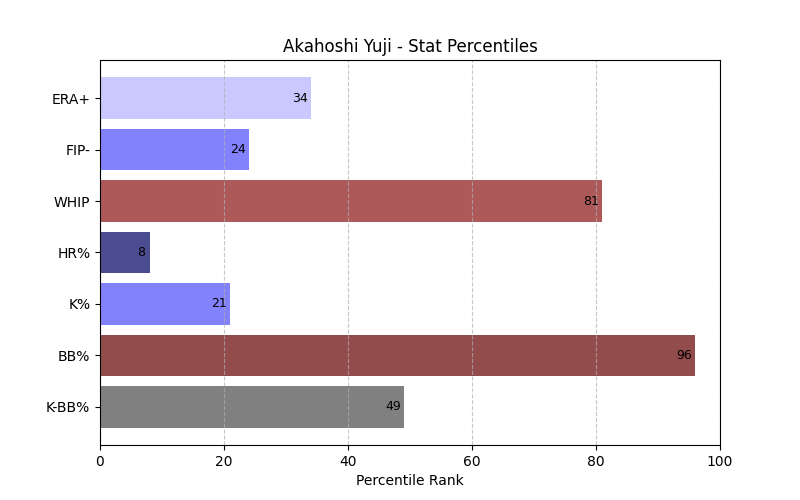 Akahoshi Yuji - Stat Percentiles
ERA+ 34
FIP- 24
WHIP 81
HR% 8
K% 21
BB% 96
K-BB% 49
0 20 40 60 80 100
Percentile Rank